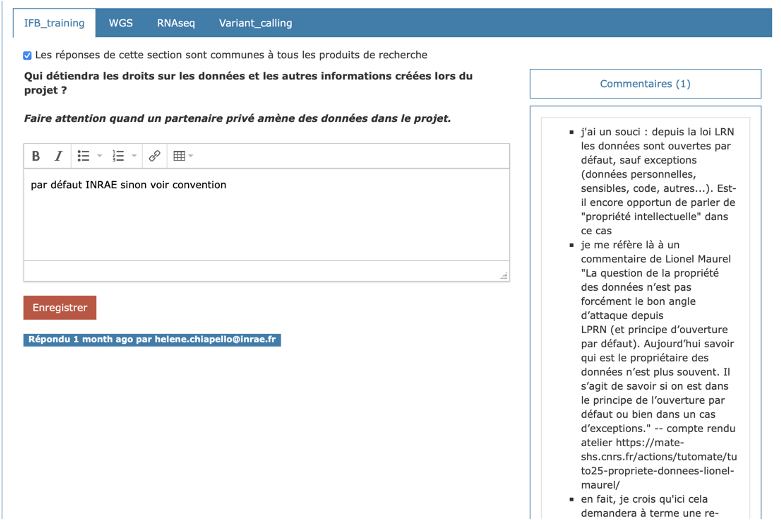 IFB_training WGS RNAseq Variant_calling
Les réponses de cette section sont communes à tous les produits de recherche
Qui détiendra les droits sur les données et les autres informations créées lors du
projet ?
Faire attention quand un partenaire privé amène des données dans le projet.
B I
par défaut INRAE sinon voir convention
Enregistrer
Répondu 1 month ago par helene.chiapello@inrae.fr
Commentaires (1)
▪ j'ai un souci : depuis la loi LRN
les données sont ouvertes par
défaut, sauf exceptions
(données personnelles,
sensibles, code, autres...). Est-
il encore opportun de parler de
"propriété intellectuelle" dans
ce cas
▪ je me réfère là à un
commentaire de Lionel Maurel
"La question de la propriété
des données n’est pas
forcément le bon angle
d’attaque depuis
LPRN (et principe d’ouverture
par défaut). Aujourd’hui savoir
qui est le propriétaire des
données n’est plus souvent. Il
s’agit de savoir si on est dans
le principe de l’ouverture par
défaut ou bien dans un cas
d’exceptions." -- compte rendu
atelier https://mate-
shs.cnrs.fr/actions/tutomate/tu
to25-propriete-donnees-lionel-
maurel/
▪ en fait, je crois qu'ici cela
demandera à terme une re-